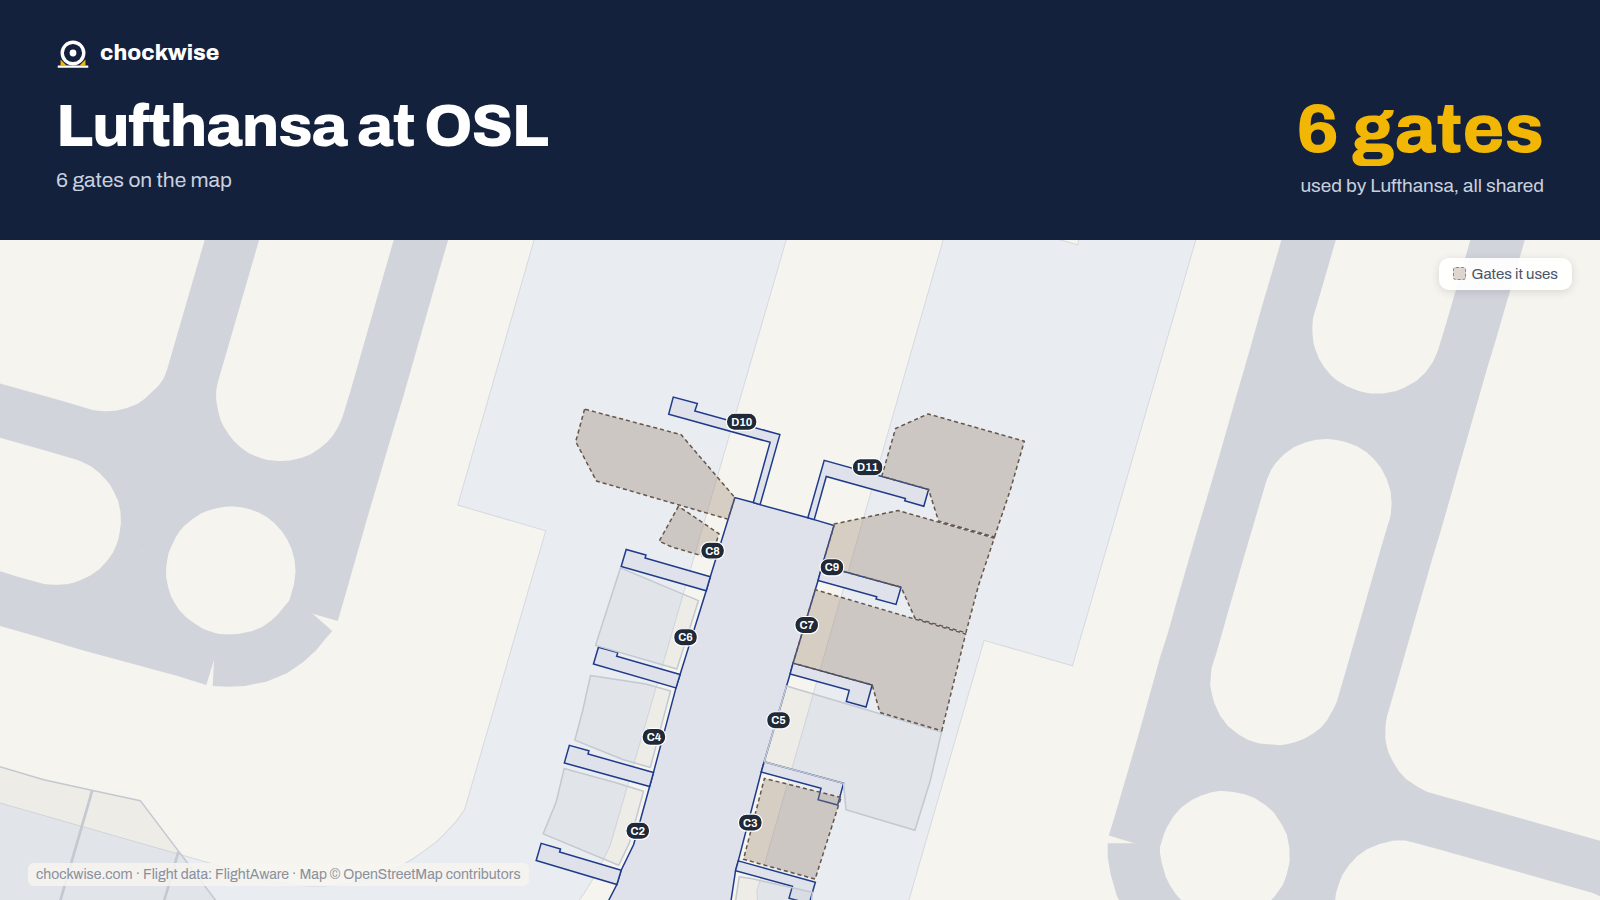 chockwise
Lufthansa at OSL
6 gates on the map
6 gates
used by Lufthansa, all shared
Gates it uses
D10
D11
C8
C9
C7
C6
C5
C4
C3
C2
chockwise.com · Flight data: FlightAware · Map © OpenStreetMap contributors